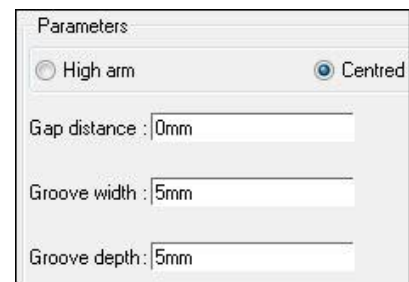 Parameters
High arm Centred
Gap distance : 0mm
Groove width : 5mm
Groove depth : 5mm